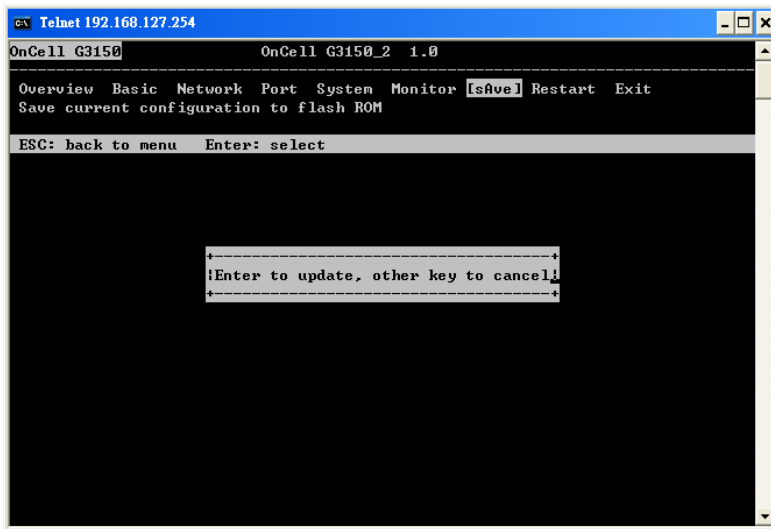 Telnet 192.168.127.254
OnCell G3150 OnCell G3150_2 1.0
Overview Basic Network Port System Monitor [sAve] Restart Exit
Save current configuration to flash ROM
ESC: back to menu Enter: select
Enter to update, other key to cancel!